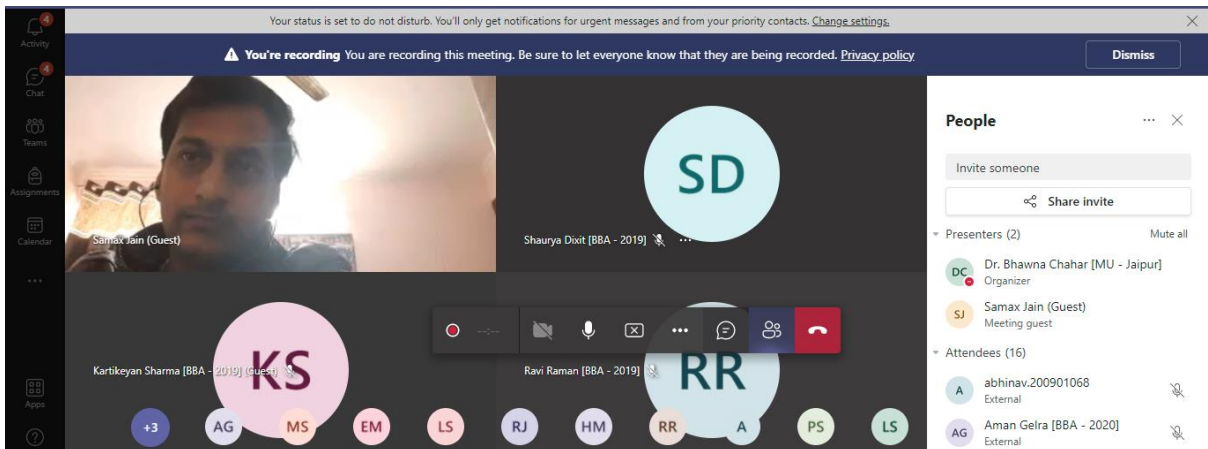 Your status is set to do not disturb. You'll only get notifications for urgent messages and from your priority contacts. Change settings.
You're recording You are recording this meeting. Be sure to let everyone know that they are being recorded. Privacy policy
Dismiss
4
Activity
4
Chat
Teams
Assignments
Calendar
Apps
Samax Jain (Guest)
SD
Shaurya Dixit [BBA - 2019]
KS
Kartikeyan Sharma [BBA - 2019] (Guest)
RR
Ravi Raman [BBA - 2019]
--:--
+3
AG
MS
EM
LS
RJ
HM
RR
A
PS
LS
People
Invite someone
Share invite
Presenters (2)
Mute all
DC
Dr. Bhawna Chahar [MU - Jaipur]
Organizer
SJ
Samax Jain (Guest)
Meeting guest
Attendees (16)
A
abhinav.200901068
External
AG
Aman Gelra [BBA - 2020]
External